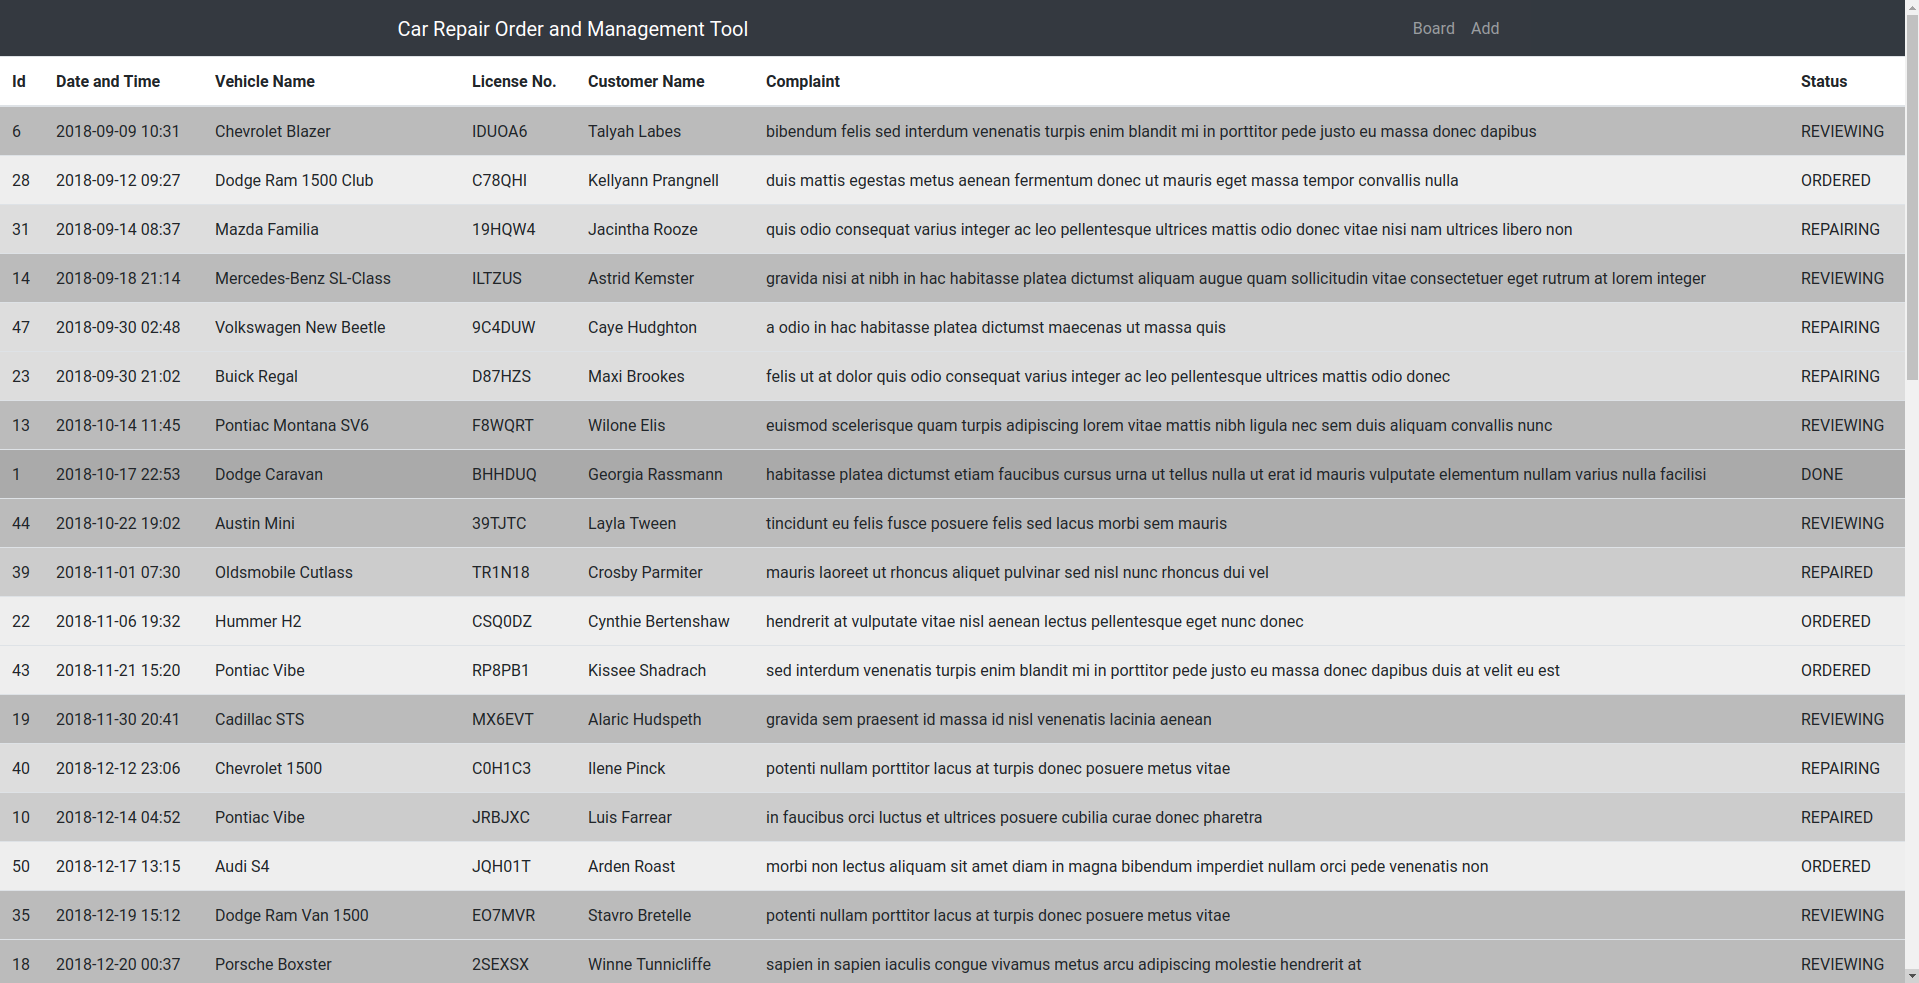 Car Repair Order and Management Tool Board Add
Id Date and Time Vehicle Name License No. Customer Name Complaint Status
6 2018-09-09 10:31 Chevrolet Blazer IDUOA6 Talyah Labes bibendum felis sed interdum venenatis turpis enim blandit mi in porttitor pede justo eu massa donec dapibus REVIEWING
28 2018-09-12 09:27 Dodge Ram 1500 Club C78QHI Kellyann Prangnell duis mattis egestas metus aenean fermentum donec ut mauris eget massa tempor convallis nulla ORDERED
31 2018-09-14 08:37 Mazda Familia 19HQW4 Jacintha Rooze quis odio consequat varius integer ac leo pellentesque ultrices mattis odio donec vitae nisi nam ultrices libero non REPAIRING
14 2018-09-18 21:14 Mercedes-Benz SL-Class ILTZUS Astrid Kemster gravida nisi at nibh in hac habitasse platea dictumst aliquam augue quam sollicitudin vitae consectetuer eget rutrum at lorem integer REVIEWING
47 2018-09-30 02:48 Volkswagen New Beetle 9C4DUW Caye Hudghton a odio in hac habitasse platea dictumst maecenas ut massa quis REPAIRING
23 2018-09-30 21:02 Buick Regal D87HZS Maxi Brookes felis ut at dolor quis odio consequat varius integer ac leo pellentesque ultrices mattis odio donec REPAIRING
13 2018-10-14 11:45 Pontiac Montana SV6 F8WQRT Wilone Elis euismod scelerisque quam turpis adipiscing lorem vitae mattis nibh ligula nec sem duis aliquam convallis nunc REVIEWING
1 2018-10-17 22:53 Dodge Caravan BHHDUQ Georgia Rassmann habitasse platea dictumst etiam faucibus cursus urna ut tellus nulla ut erat id mauris vulputate elementum nullam varius nulla facilisi DONE
44 2018-10-22 19:02 Austin Mini 39TJTC Layla Tween tincidunt eu felis fusce posuere felis sed lacus morbi sem mauris REVIEWING
39 2018-11-01 07:30 Oldsmobile Cutlass TR1N18 Crosby Parmiter mauris laoreet ut rhoncus aliquet pulvinar sed nisl nunc rhoncus dui vel REPAIRED
22 2018-11-06 19:32 Hummer H2 CSQ0DZ Cynthie Bertenshaw hendrerit at vulputate vitae nisl aenean lectus pellentesque eget nunc donec ORDERED
43 2018-11-21 15:20 Pontiac Vibe RP8PB1 Kissee Shadrach sed interdum venenatis turpis enim blandit mi in porttitor pede justo eu massa donec dapibus duis at velit eu est ORDERED
19 2018-11-30 20:41 Cadillac STS MX6EVT Alaric Hudspeth gravida sem praesent id massa id nisl venenatis lacinia aenean REVIEWING
40 2018-12-12 23:06 Chevrolet 1500 C0H1C3 Ilene Pinck potenti nullam porttitor lacus at turpis donec posuere metus vitae REPAIRING
10 2018-12-14 04:52 Pontiac Vibe JRBJXC Luis Farrear in faucibus orci luctus et ultrices posuere cubilia curae donec pharetra REPAIRED
50 2018-12-17 13:15 Audi S4 JQH01T Arden Roast morbi non lectus aliquam sit amet diam in magna bibendum imperdiet nullam orci pede venenatis non ORDERED
35 2018-12-19 15:12 Dodge Ram Van 1500 EO7MVR Stavro Bretelle potenti nullam porttitor lacus at turpis donec posuere metus vitae REVIEWING
18 2018-12-20 00:37 Porsche Boxster 2SEXSX Winne Tunnicliffe sapien in sapien iaculis congue vivamus metus arcu adipiscing molestie hendrerit at REVIEWING